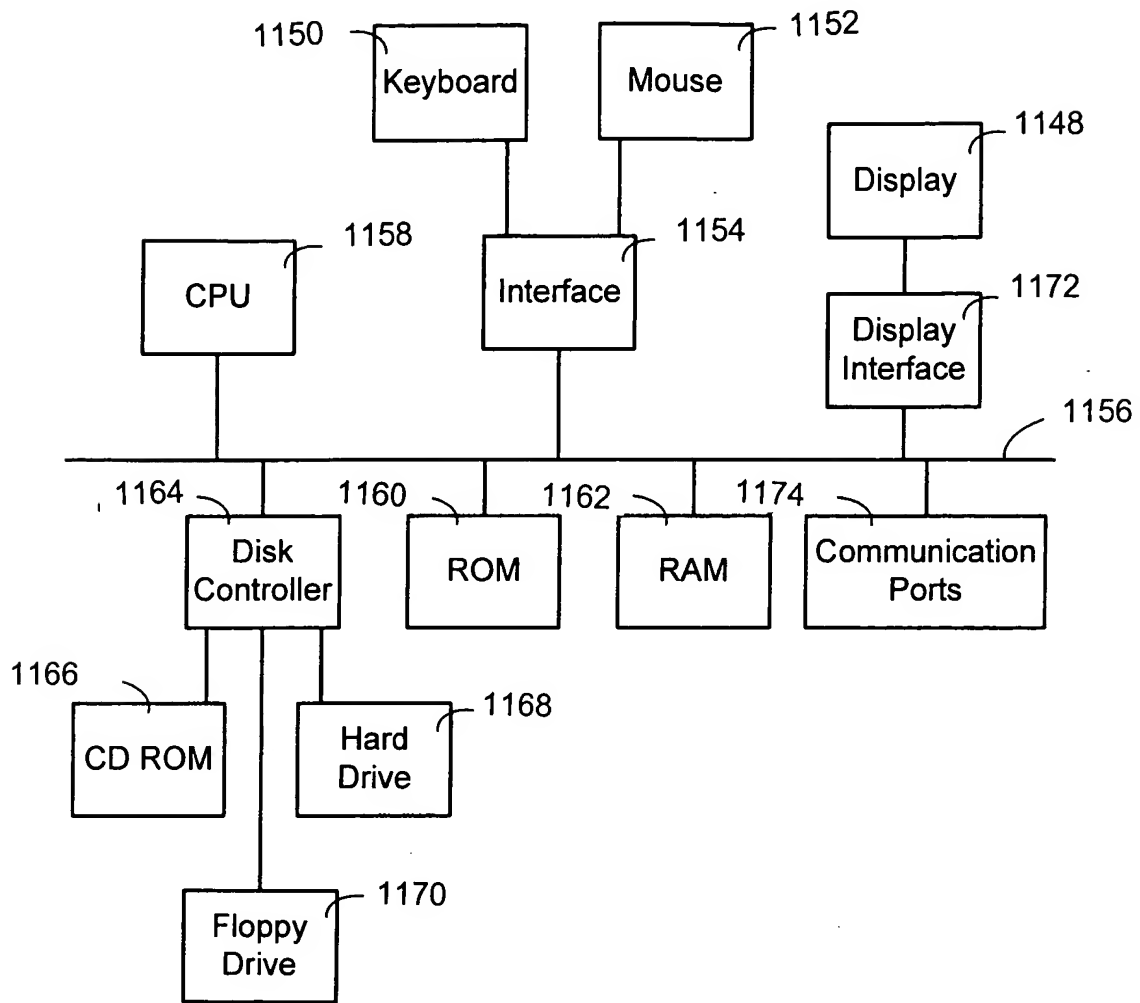 1150
Keyboard
1152
Mouse
1148
Display
1158
CPU
1154
Interface
1172
Display
Interface
1156
1164
Disk
Controller
1160
ROM
1162
RAM
1174
Communication
Ports
1166
CD ROM
1168
Hard
Drive
1170
Floppy
Drive